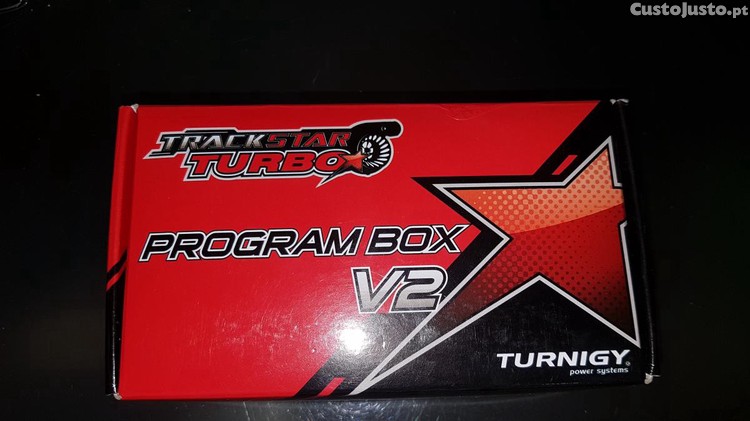 CustoJusto.pt
TRACKSTAR
TURBO
PROGRAM BOX
V2
TURNIGY®
power systems